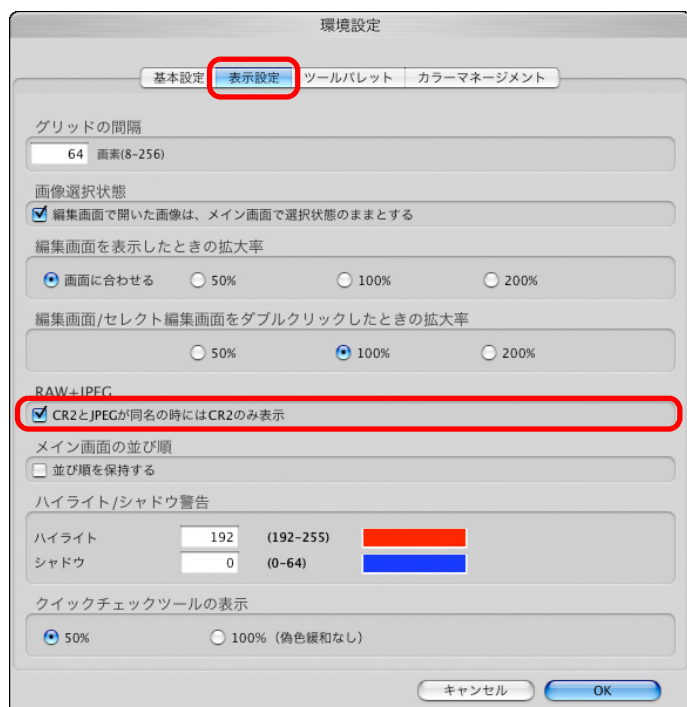 環境設定
基本設定 表示設定 ツールパレット カラーマネージメント
グリッドの間隔
64 画素(8-256)
画像選択状態
編集画面で開いた画像は、メイン画面で選択状態のままとする
編集画面を表示したときの拡大率
画面に合わせる 50% 100% 200%
編集画面/セレクト編集画面をダブルクリックしたときの拡大率
50% 100% 200%
RAW+JPEG
CR2とJPEGが同名の時にはCR2のみ表示
メイン画面の並び順
並び順を保持する
ハイライト/シャドウ警告
ハイライト 192 (192-255)
シャドウ 0 (0-64)
クイックチェックツールの表示
50% 100% (偽色緩和なし)
キャンセル OK